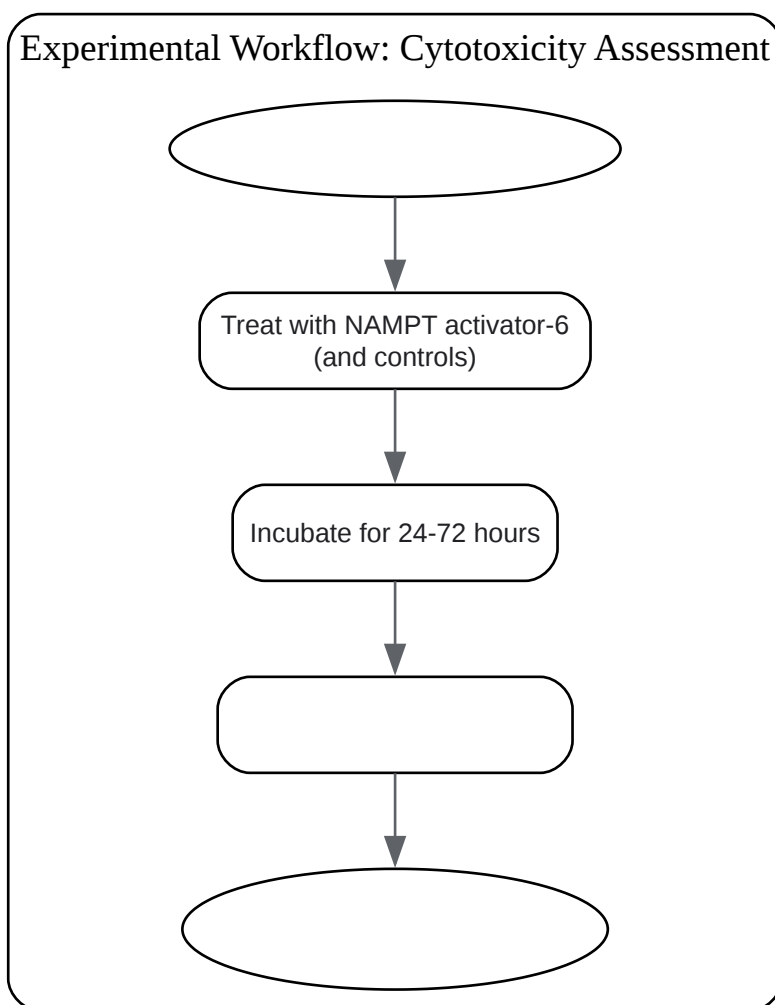 Experimental Workflow: Cytotoxicity Assessment
Treat with NAMPT activator-6
(and controls)
Incubate for 24-72 hours